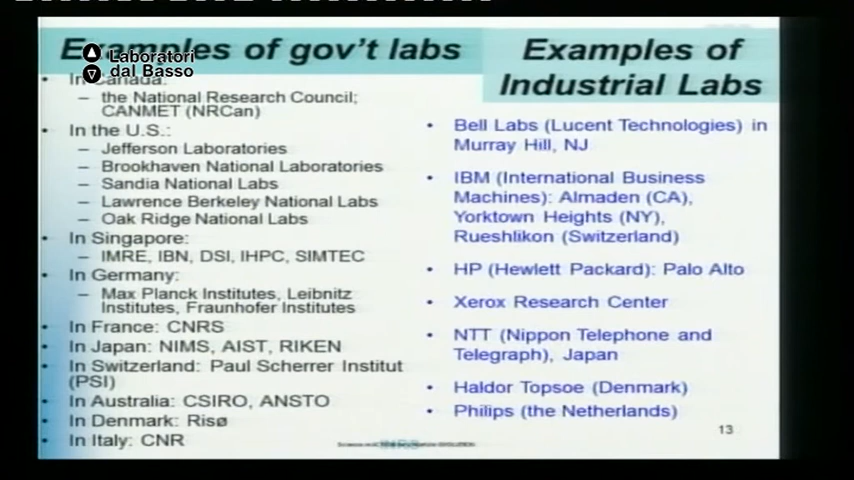 Examples of gov't labs
Laboratori
dal Basso
In Canada:
– the National Research Council;
CANMET (NRCan)
• In the U.S.:
– Jefferson Laboratories
– Brookhaven National Laboratories
– Sandia National Labs
– Lawrence Berkeley National Labs
– Oak Ridge National Labs
• In Singapore:
– IMRE, IBN, DSI, IHPC, SIMTEC
• In Germany:
– Max Planck Institutes, Leibnitz
Institutes, Fraunhofer Institutes
• In France: CNRS
• In Japan: NIMS, AIST, RIKEN
• In Switzerland: Paul Scherrer Institut
(PSI)
• In Australia: CSIRO, ANSTO
• In Denmark: Risø
• In Italy: CNR
Examples of
Industrial Labs
• Bell Labs (Lucent Technologies) in
Murray Hill, NJ
• IBM (International Business
Machines): Almaden (CA),
Yorktown Heights (NY),
Rueshlikon (Switzerland)
• HP (Hewlett Packard): Palo Alto
• Xerox Research Center
• NTT (Nippon Telephone and
Telegraph), Japan
• Haldor Topsoe (Denmark)
• Philips (the Netherlands)
13